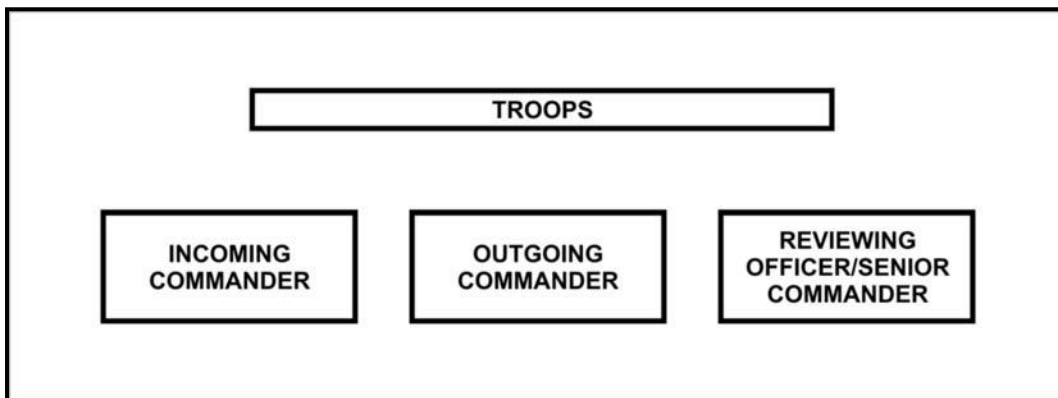 TROOPS
INCOMING
COMMANDER
OUTGOING
COMMANDER
REVIEWING
OFFICER/SENIOR
COMMANDER